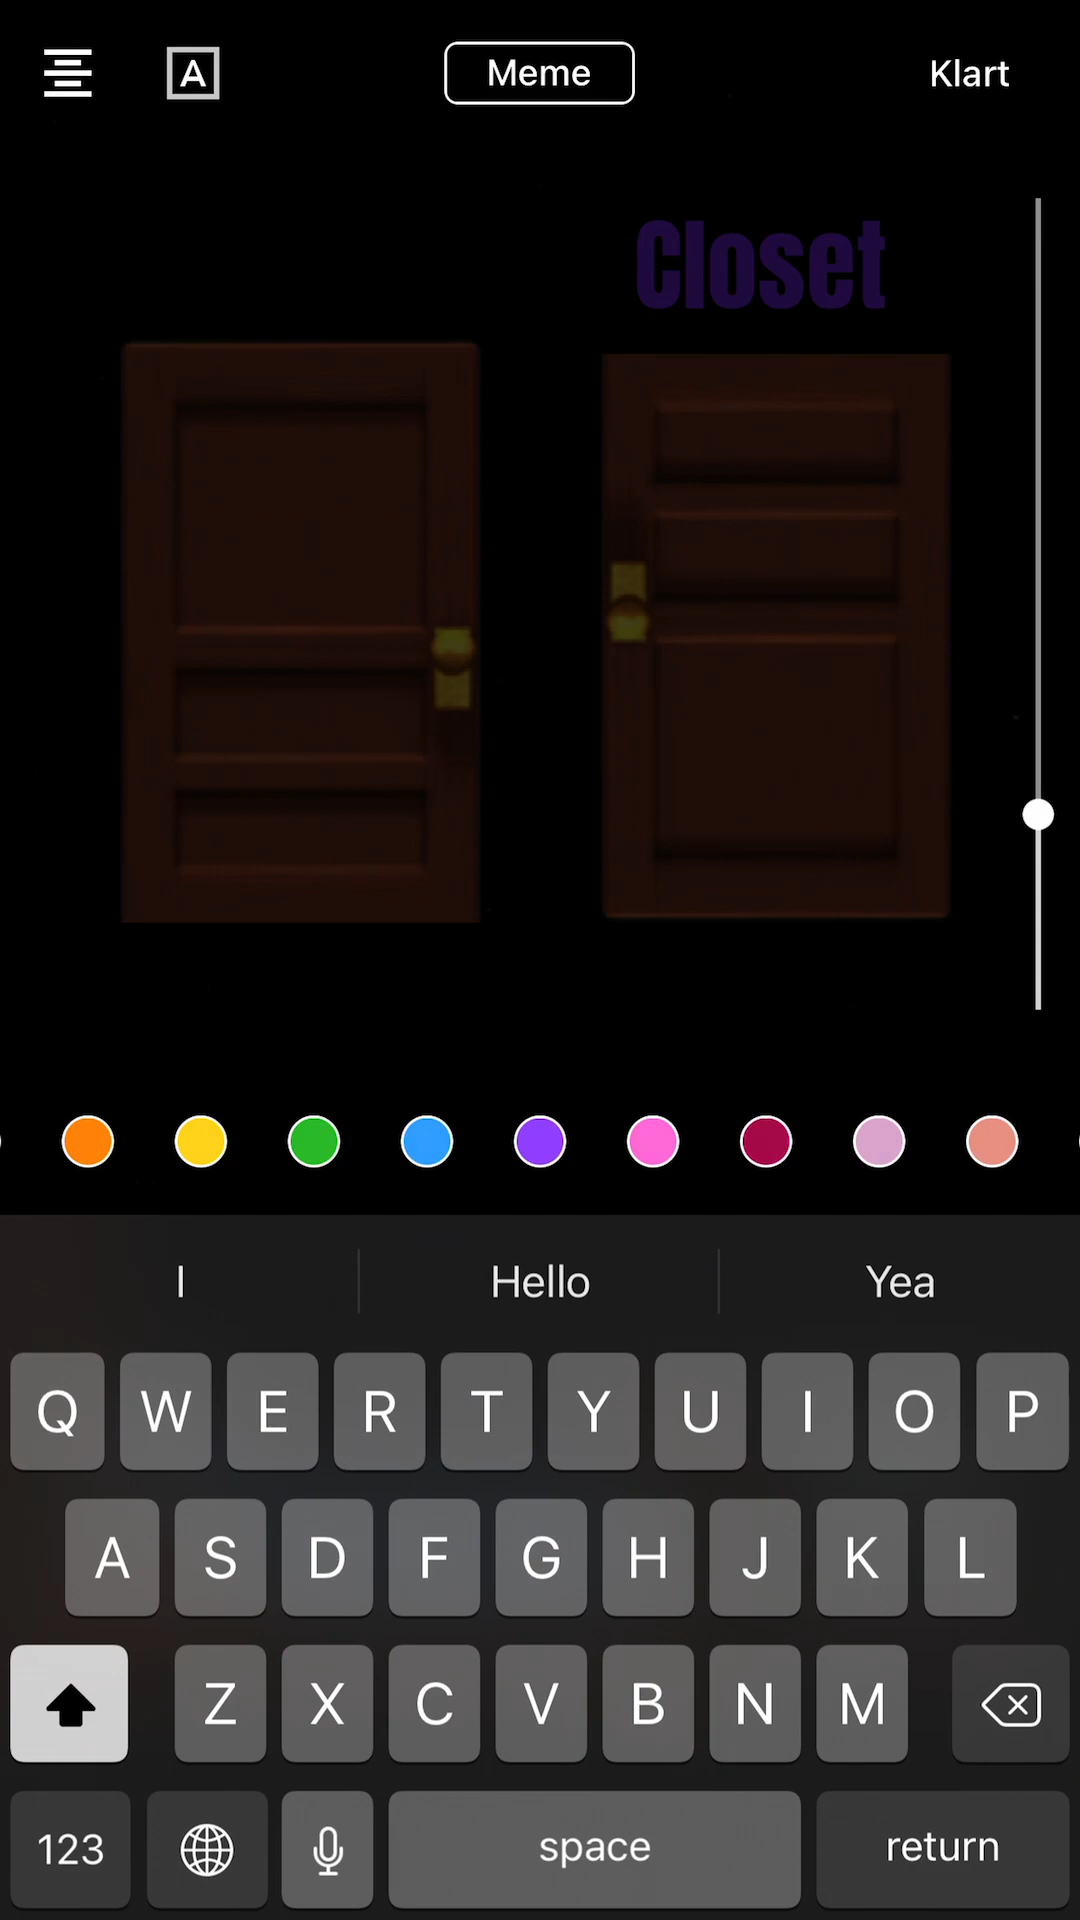 A Meme Klart
Closet
I Hello Yea
Q W E R T Y U I O P
A S D F G H J K L
Z X C V B N M
123 space return